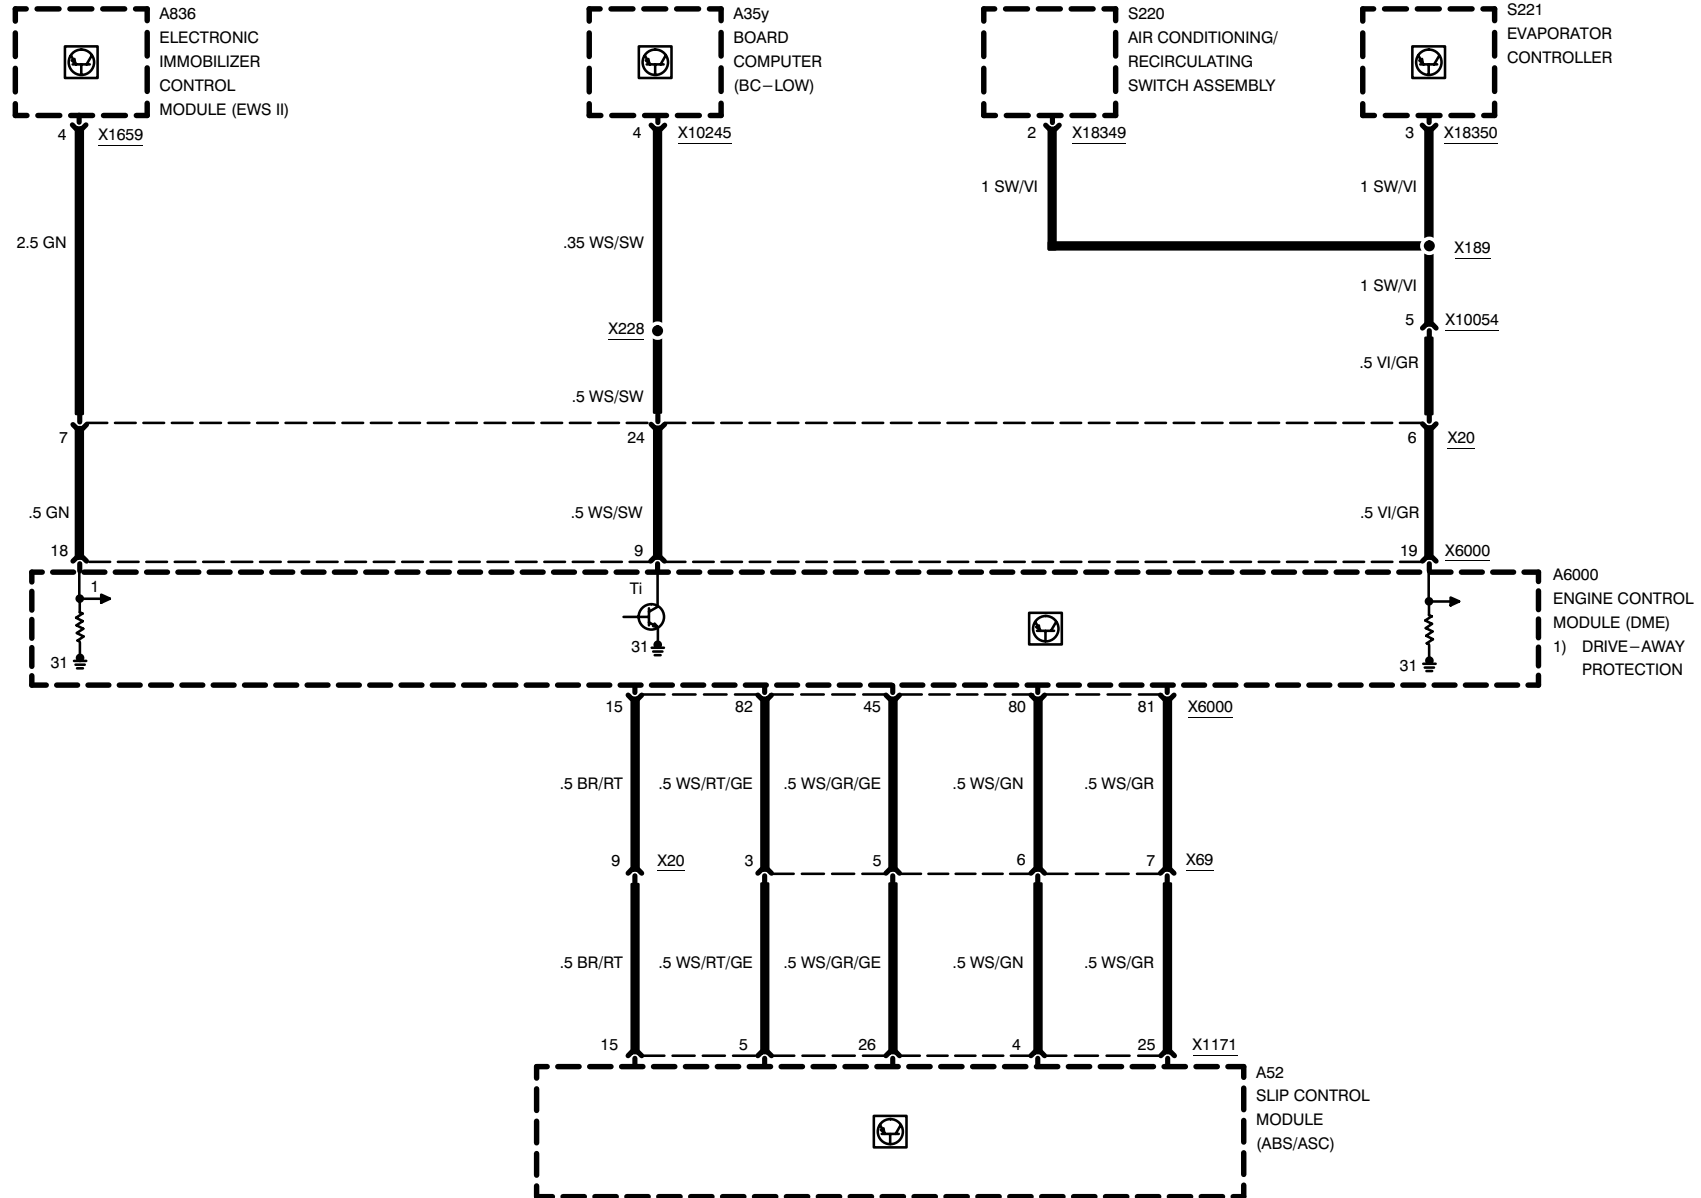 A836
ELECTRONIC
IMMOBILIZER
CONTROL
MODULE (EWS II)
A35y
BOARD
COMPUTER
(BC-LOW)
S220
AIR CONDITIONING/
RECIRCULATING
SWITCH ASSEMBLY
S221
EVAPORATOR
CONTROLLER
4 X1659
4 X10245
2 X18349
3 X18350
1 SW/VI
1 SW/VI
2.5 GN
.35 WS/SW
X189
1 SW/VI
5 X10054
X228
.5 VI/GR
.5 WS/SW
7
24
6 X20
.5 GN
.5 WS/SW
.5 VI/GR
18
9
19 X6000
1
Ti
31
31
31
A6000
ENGINE CONTROL
MODULE (DME)
1) DRIVE-AWAY
PROTECTION
15
82
45
80
81 X6000
.5 BR/RT
.5 WS/RT/GE
.5 WS/GR/GE
.5 WS/GN
.5 WS/GR
9 X20
3
5
6
7 X69
.5 BR/RT
.5 WS/RT/GE
.5 WS/GR/GE
.5 WS/GN
.5 WS/GR
15
5
26
4
25 X1171
A52
SLIP CONTROL
MODULE
(ABS/ASC)